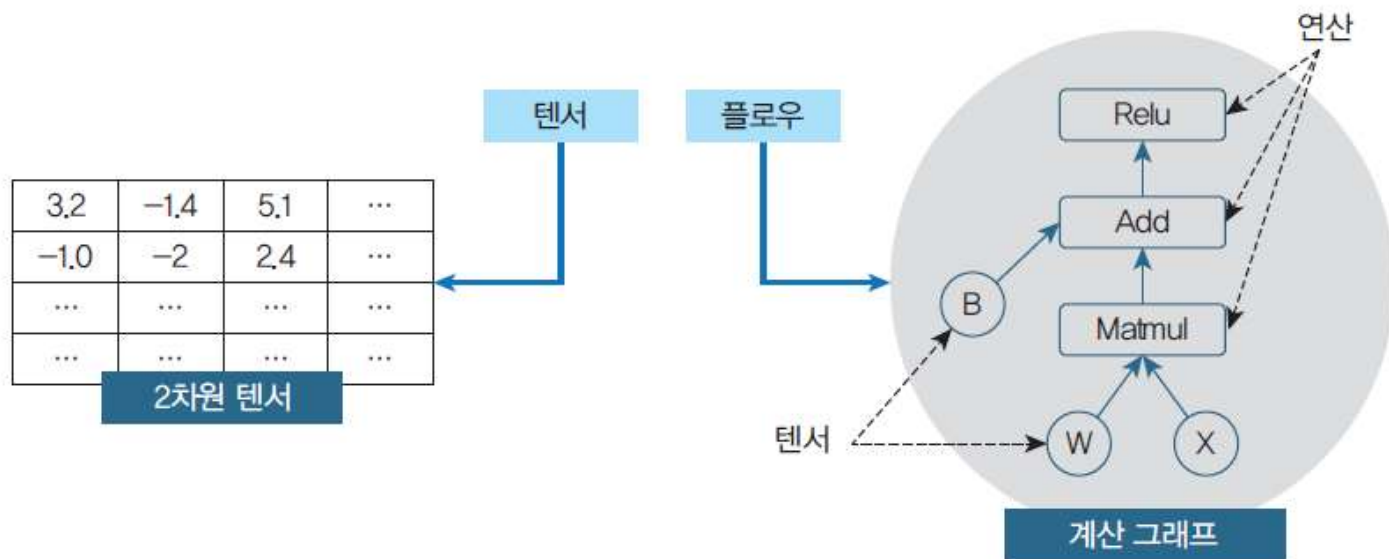 연산
텐서
플로우
Relu
3.2 −1.4 5.1 …
−1.0 −2 2.4 …
… … … …
… … … …
2차원 텐서
Add
B
Matmul
텐서
W
X
계산 그래프